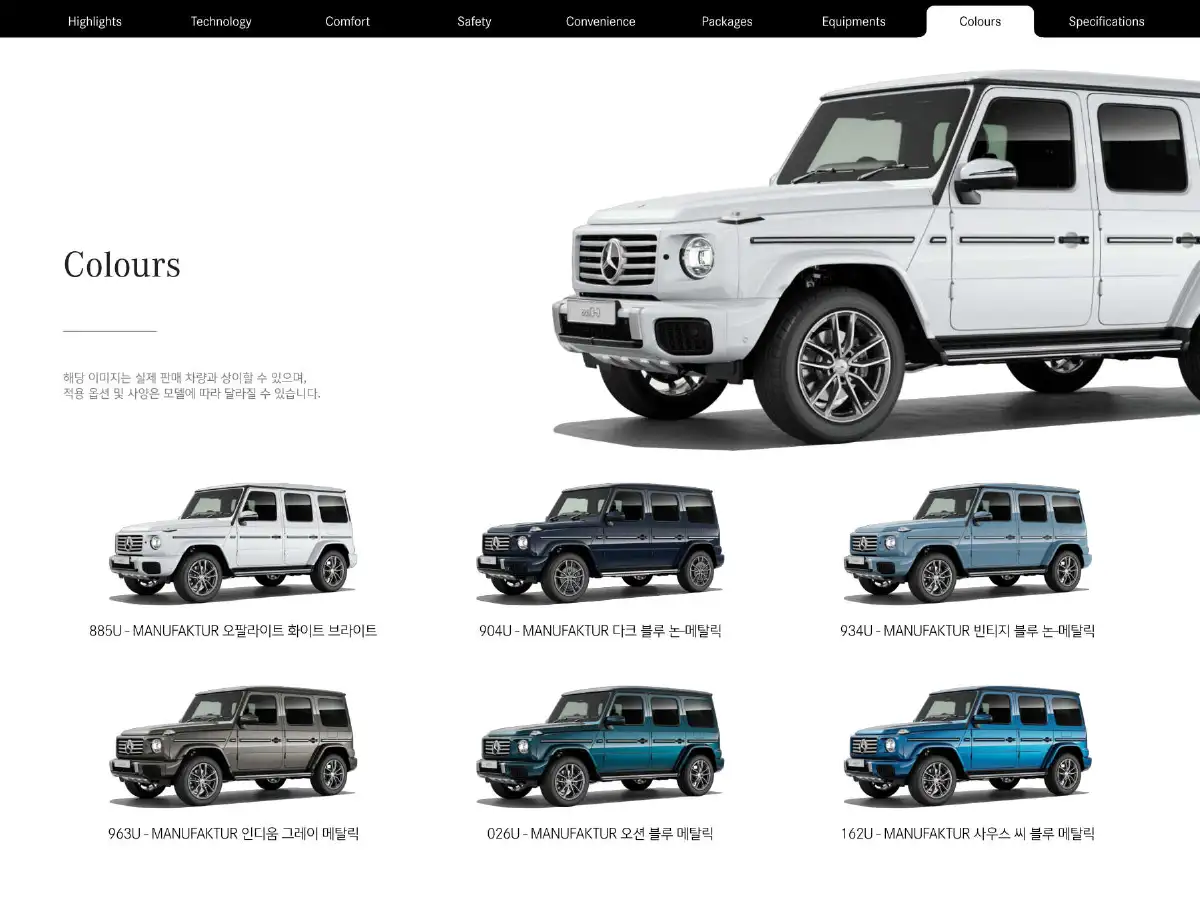 Highlights
Technology
Comfort
Safety
Convenience
Packages
Equipments
Colours
Specifications
Colours
해당 이미지는 실제 판매 차량과 상이할 수 있으며,
적용 옵션 및 사양은 모델에 따라 달라질 수 있습니다.
885U - MANUFAKTUR 오팔라이트 화이트 브라이트
904U - MANUFAKTUR 다크 블루 논-메탈릭
934U - MANUFAKTUR 빈티지 블루 논-메탈릭
963U - MANUFAKTUR 인디움 그레이 메탈릭
026U - MANUFAKTUR 오션 블루 메탈릭
162U - MANUFAKTUR 사우스 씨 블루 메탈릭